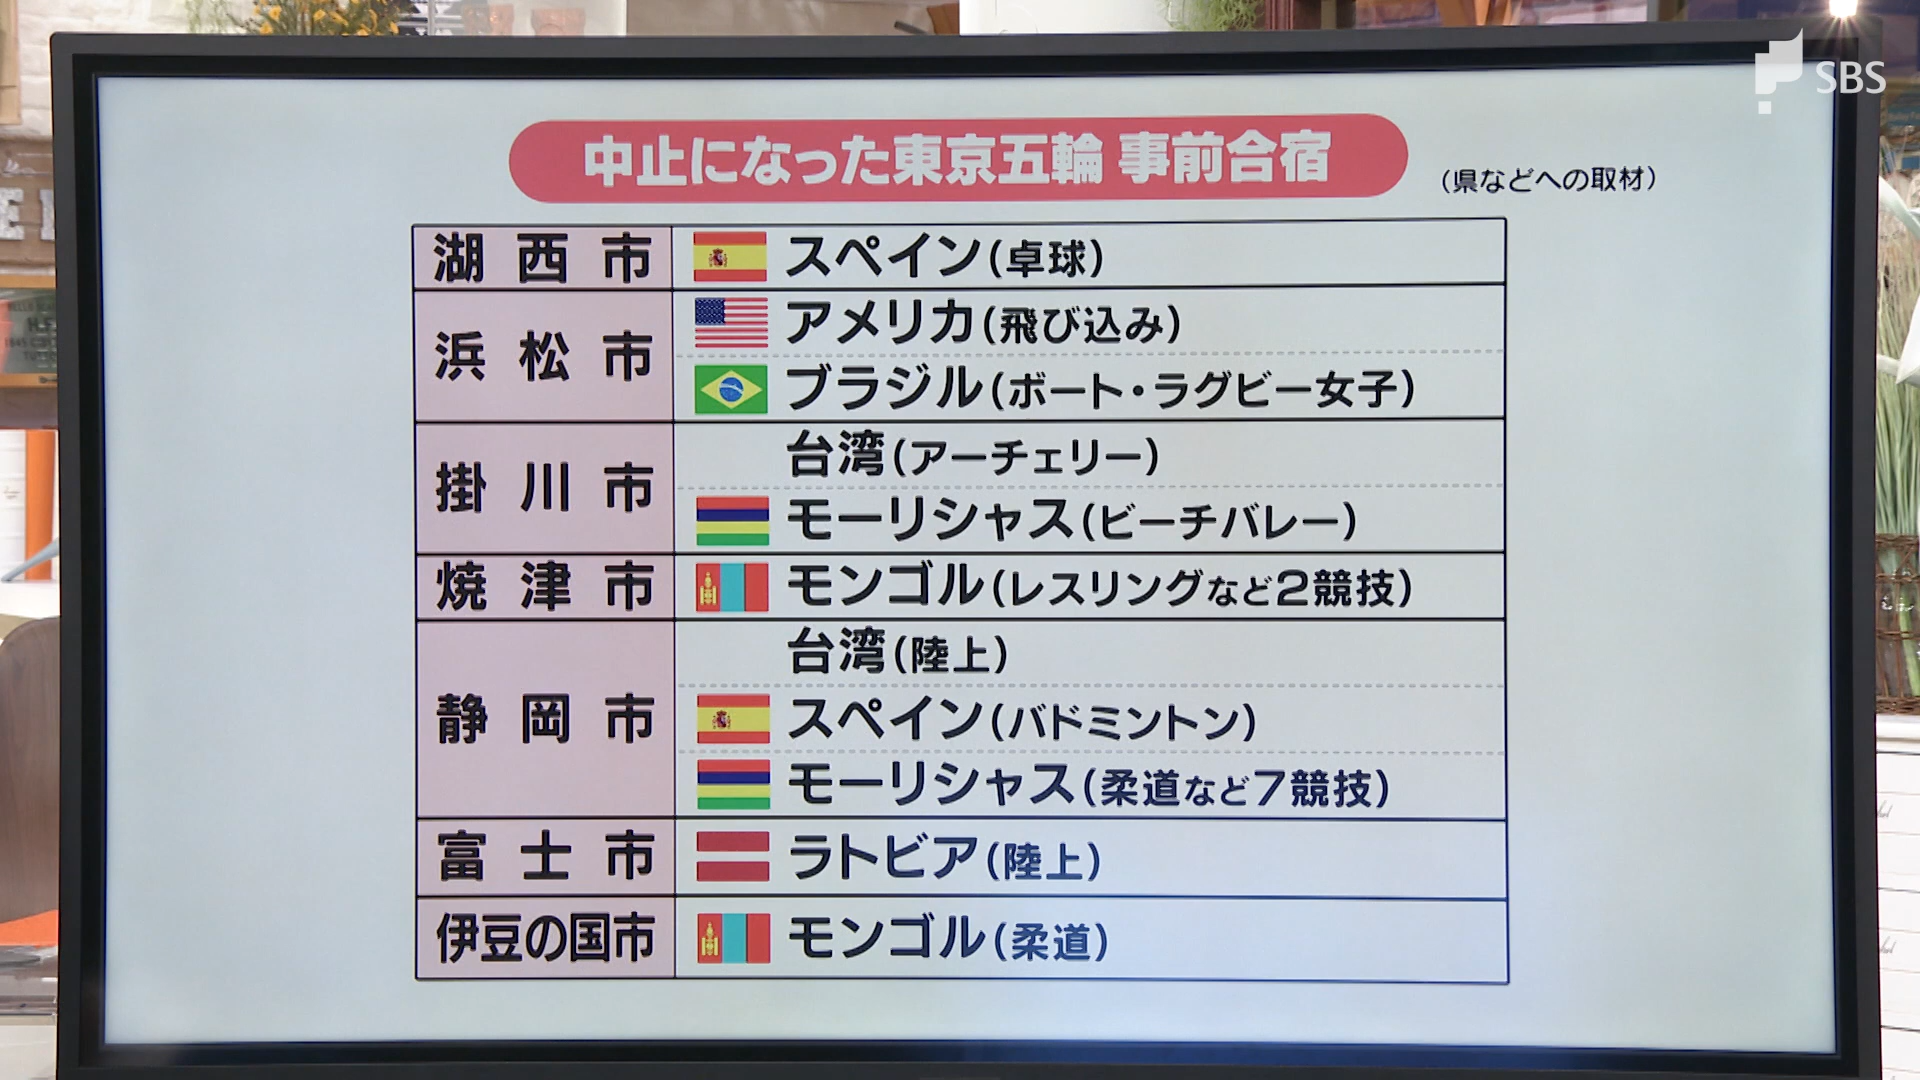 SBS
中止になった東京五輪 事前合宿
(県などへの取材)
湖西市
スペイン(卓球)
浜松市
アメリカ(飛び込み)
ブラジル(ボート・ラグビー女子)
掛川市
台湾(アーチェリー)
モーリシャス(ビーチバレー)
焼津市
モンゴル(レスリングなど2競技)
静岡市
台湾(陸上)
スペイン(バドミントン)
モーリシャス(柔道など7競技)
富士市
ラトビア(陸上)
伊豆の国市
モンゴル(柔道)